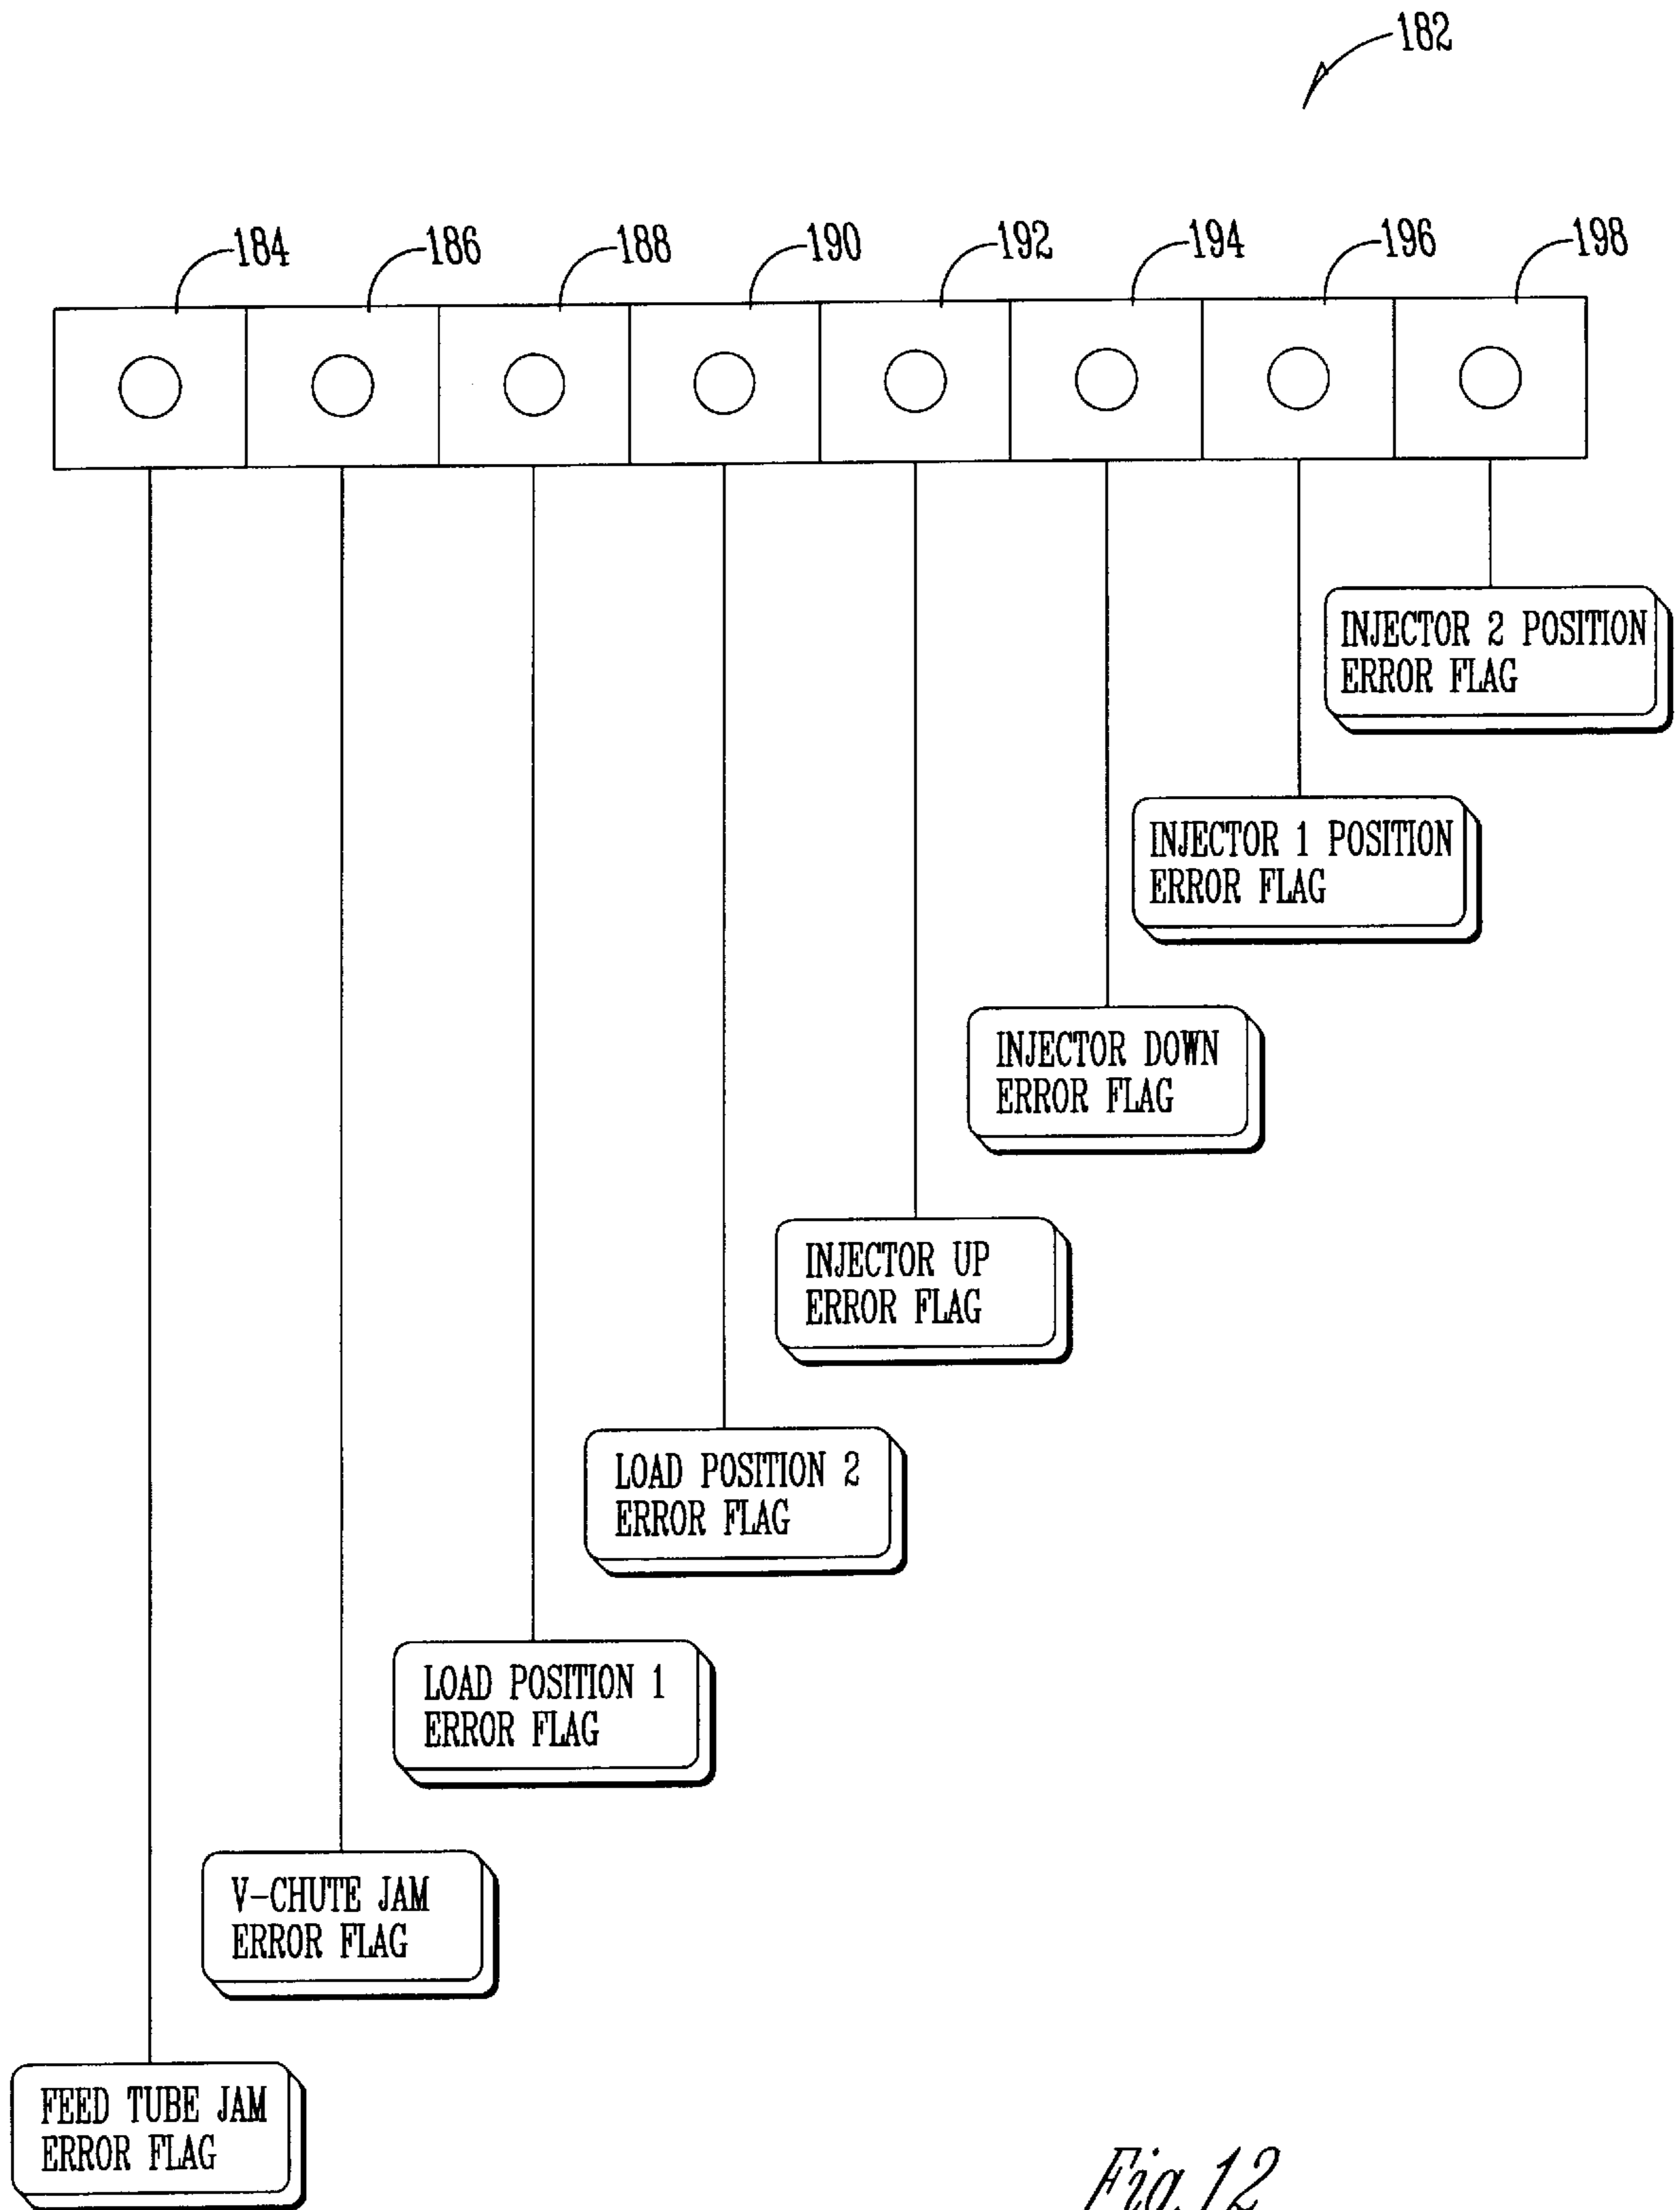 182
184
186
188
190
192
194
196
198
INJECTOR 2 POSITION
ERROR FLAG
INJECTOR 1 POSITION
ERROR FLAG
INJECTOR DOWN
ERROR FLAG
INJECTOR UP
ERROR FLAG
LOAD POSITION 2
ERROR FLAG
LOAD POSITION 1
ERROR FLAG
V-CHUTE JAM
ERROR FLAG
FEED TUBE JAM
ERROR FLAG
Fig. 12